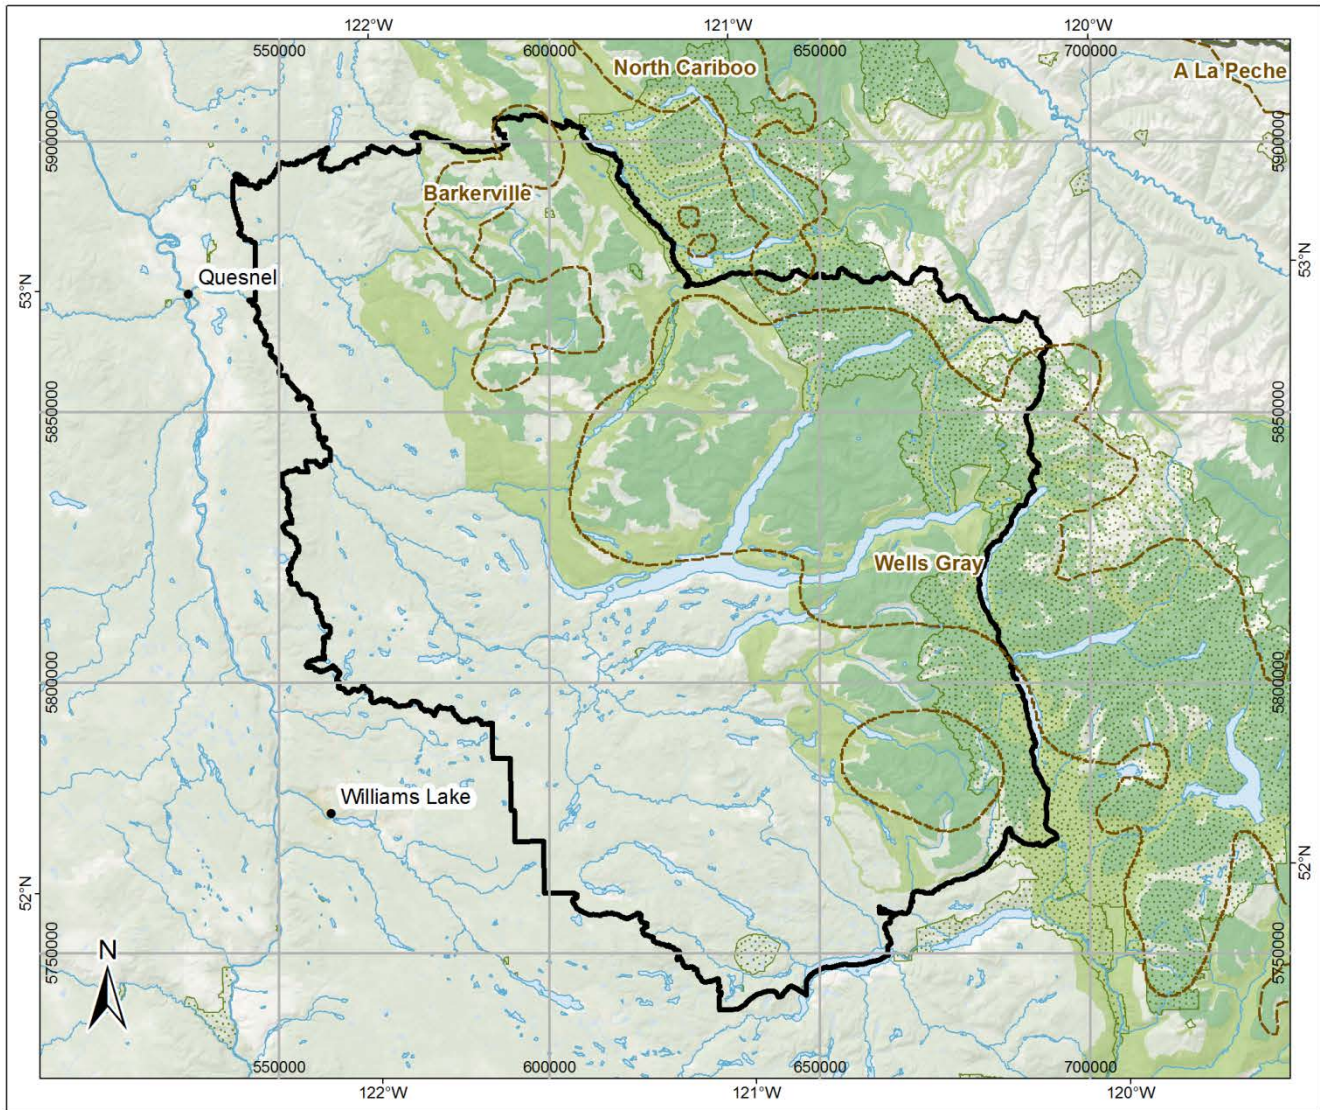 122°W 121°W 120°W
550000 600000 650000 700000
North Cariboo
A La Peche
5900000 5900000
Barkerville
53°N 53°N
Quesnel
5850000 5850000
Wells Gray
5800000 5800000
Williams Lake
52°N 52°N
N
5750000 5750000
550000 600000 650000 700000
122°W 121°W 120°W